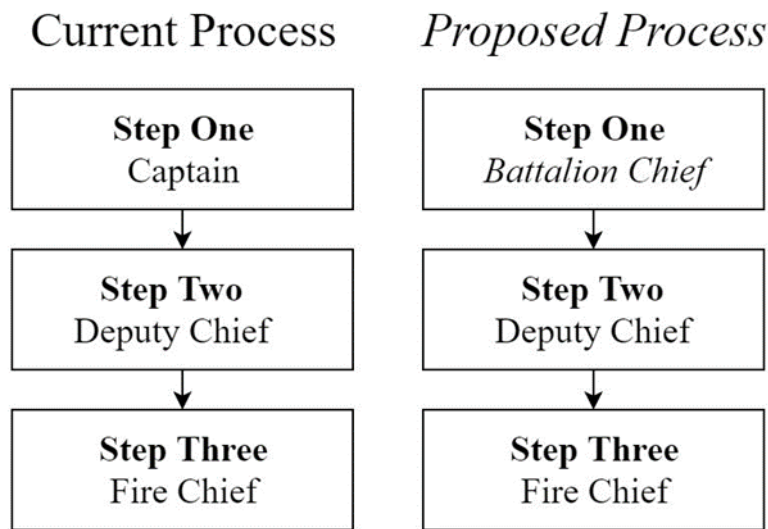 Current Process
Step One
Captain
Step Two
Deputy Chief
Step Three
Fire Chief
Proposed Process
Step One
Battalion Chief
Step Two
Deputy Chief
Step Three
Fire Chief